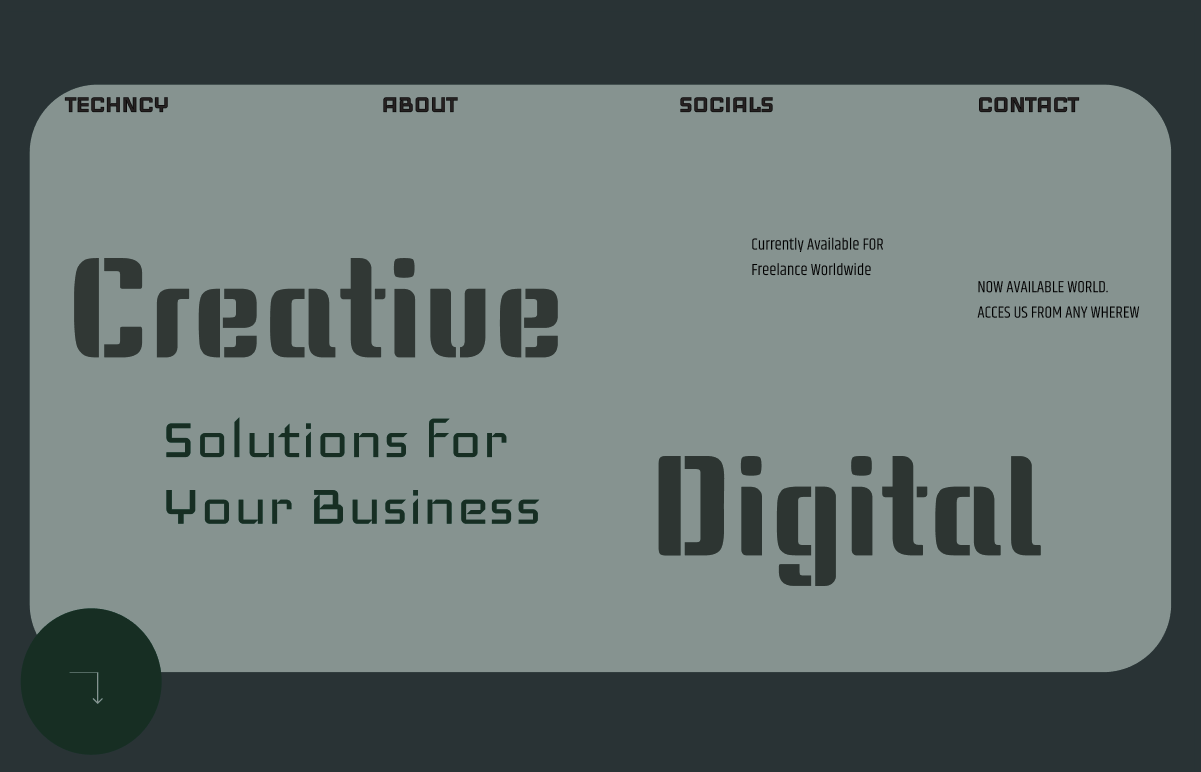 TECHNCY
ABOUT
SOCIALS
CONTACT
Currently Available FOR
Freelance Worldwide
NOW AVAILABLE WORLD.
ACCES US FROM ANY WHEREW
Creative
Solutions For
Your Business
Digital